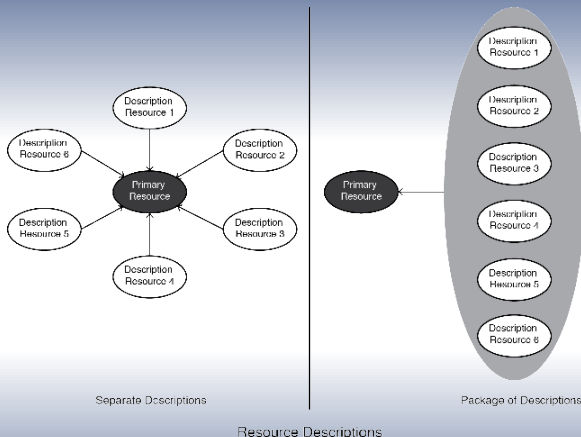 Description
Resource 1
Description
Resource 6
Description
Resource 2
Primary
Resource
Description
Resource 5
Description
Resource 3
Description
Resource 4
Separate Descriptions
Description
Resource 1
Description
Resource 2
Description
Resource 3
Primary
Resource
Description
Resource 4
Description
Resource 5
Description
Resource 6
Package of Descriptions
Resource Descriptions